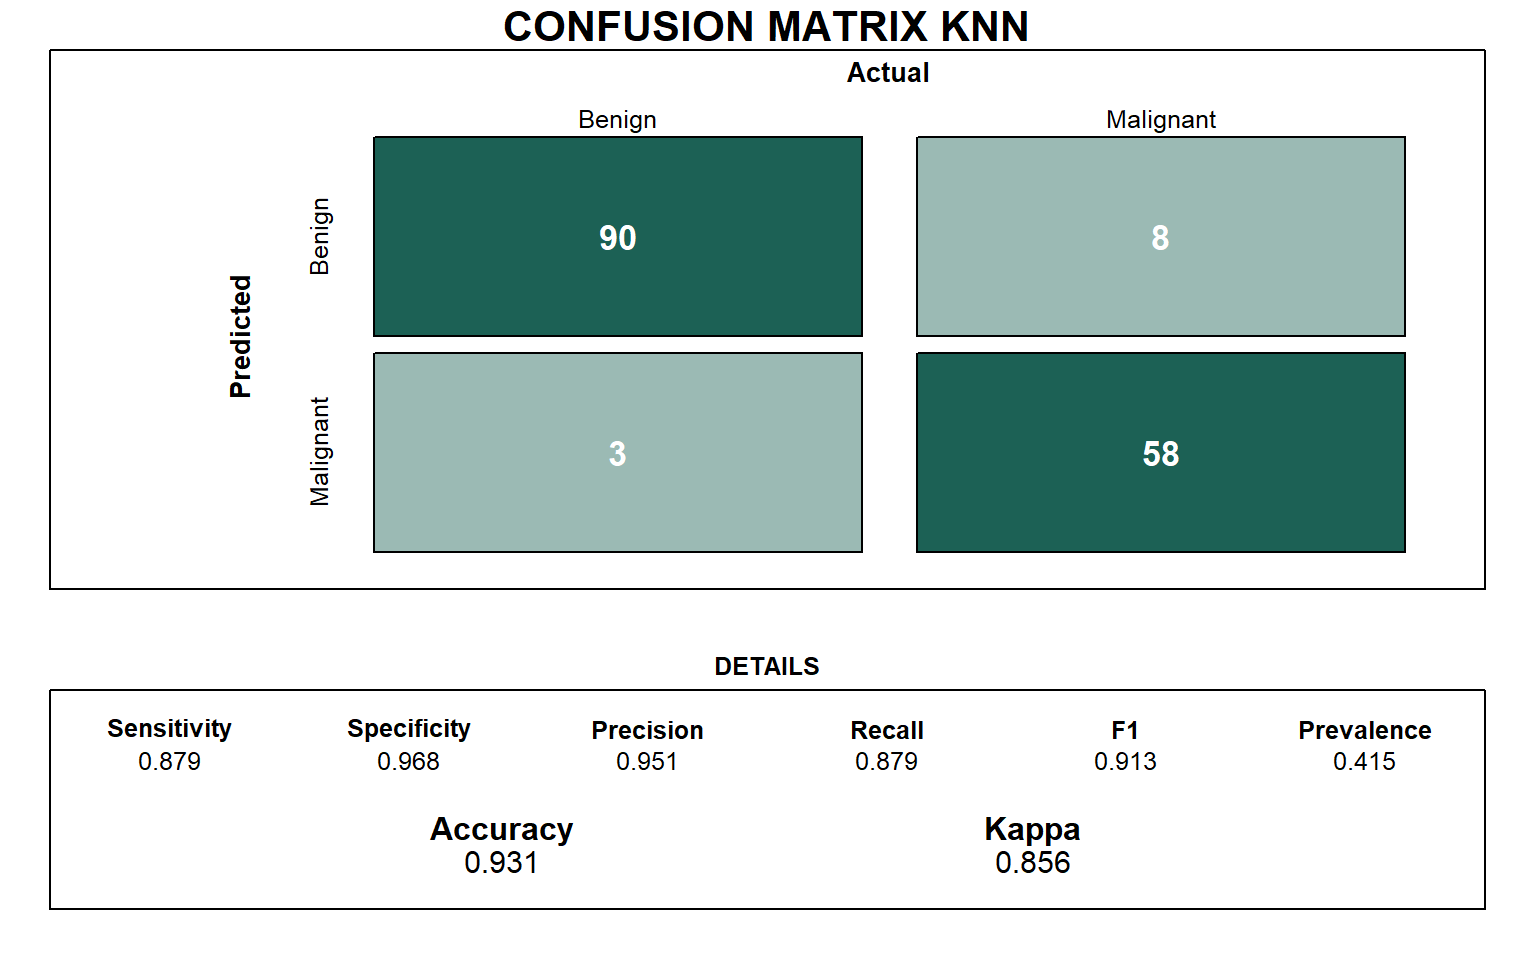 CONFUSION MATRIX KNN
Actual
Benign Malignant
Predicted
Benign
90 8
Malignant
3 58
DETAILS
Sensitivity Specificity Precision Recall F1 Prevalence
0.879 0.968 0.951 0.879 0.913 0.415
Accuracy Kappa
0.931 0.856